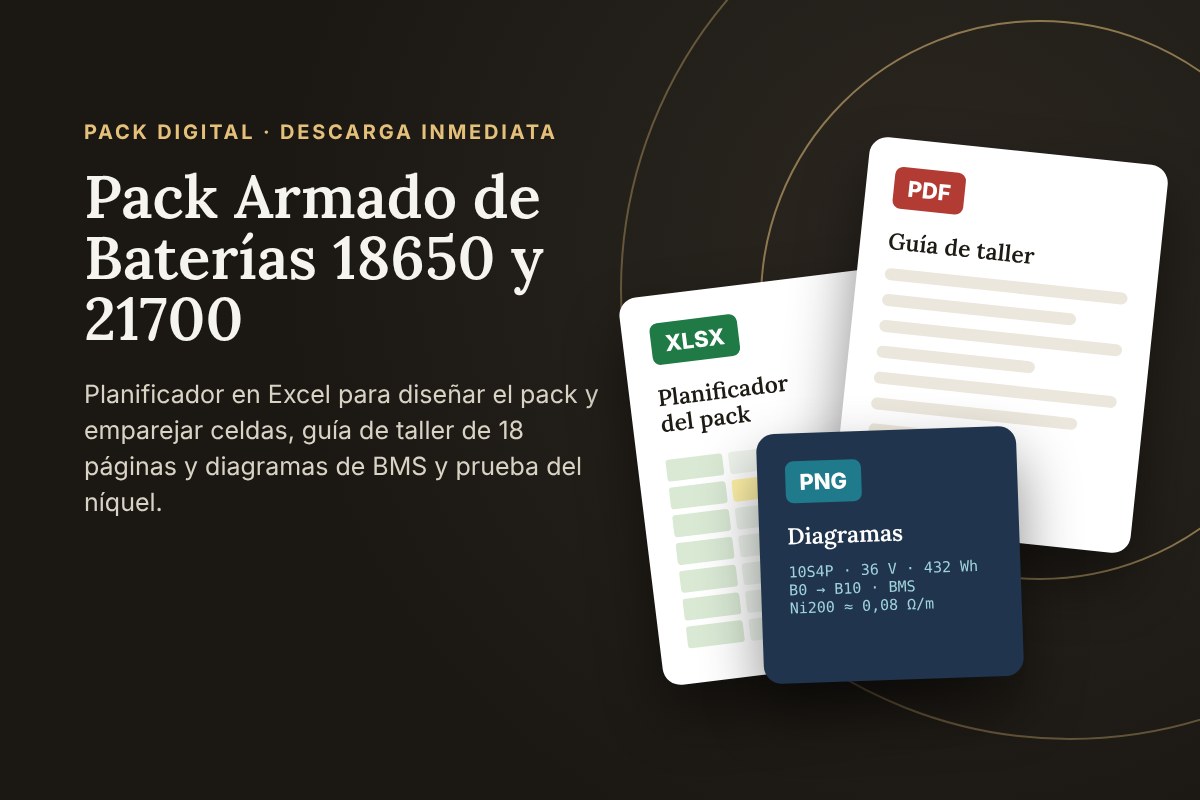 PACK DIGITAL · DESCARGA INMEDIATA
Pack Armado de
Baterías 18650 y
21700
Planificador en Excel para diseñar el pack y
emparejar celdas, guía de taller de 18
páginas y diagramas de BMS y prueba del
níquel.
PDF
Guía de taller
XLSX
Planificador
del pack
PNG
Diagramas
10S4P · 36 V · 432 Wh
B0 → B10 · BMS
Ni200 ≈ 0,08 Ω/m